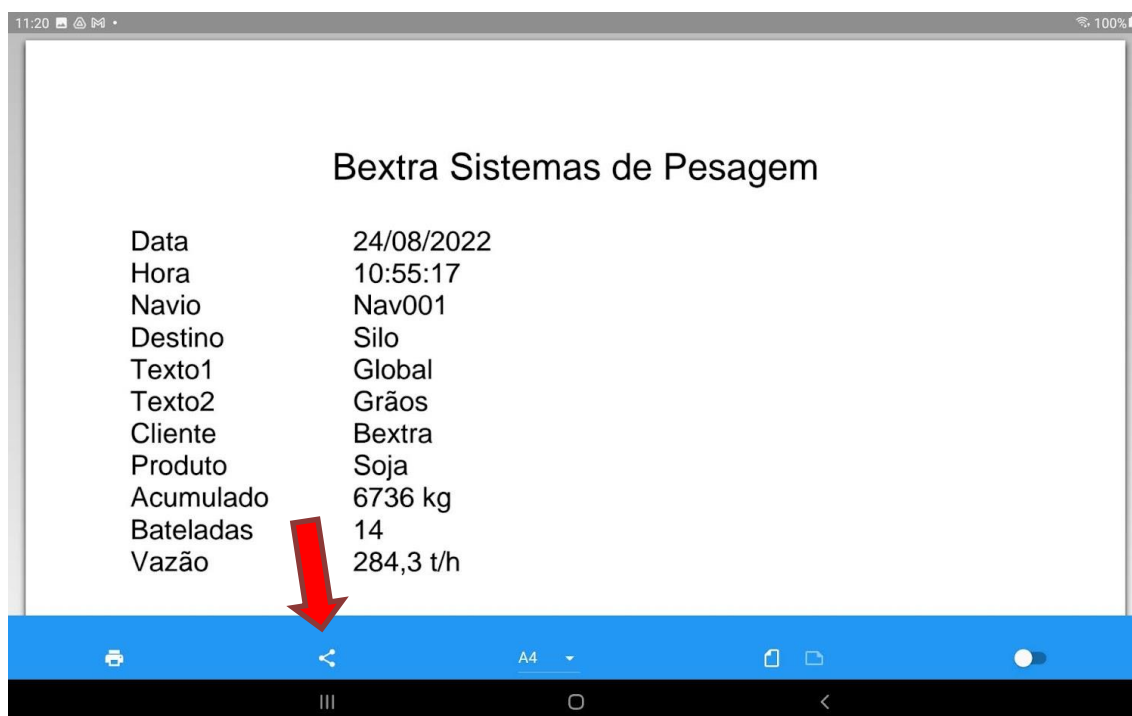 11:20 100%
Bextra Sistemas de Pesagem
Data 24/08/2022
Hora 10:55:17
Navio Nav001
Destino Silo
Texto1 Global
Texto2 Grãos
Cliente Bextra
Produto Soja
Acumulado 6736 kg
Bateladas 14
Vazão 284,3 t/h
A4